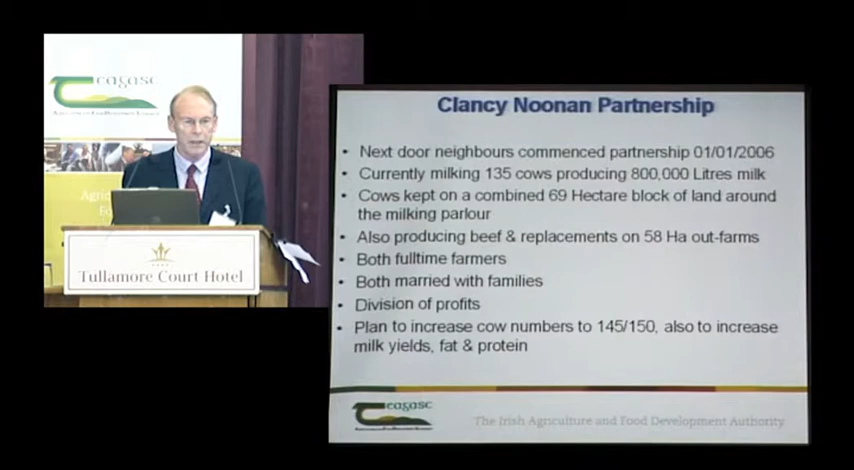 Teagasc
Tullamore Court Hotel
Clancy Noonan Partnership
• Next door neighbours commenced partnership 01/01/2006
• Currently milking 135 cows producing 800,000 Litres milk
• Cows kept on a combined 69 Hectare block of land around
the milking parlour
• Also producing beef & replacements on 58 Ha out-farms
• Both fulltime farmers
• Both married with families
• Division of profits
• Plan to increase cow numbers to 145/150, also to increase
milk yields, fat & protein
Teagasc
The Irish Agriculture and Food Development Authority